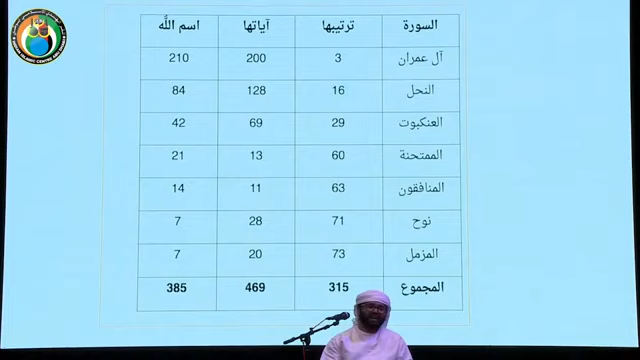 السورة ترتيبها آياتها اسم اللَّه
آل عمران 3 200 210
النحل 16 128 84
العنكبوت 29 69 42
الممتحنة 60 13 21
المنافقون 63 11 14
نوح 71 28 7
المزمل 73 20 7
المجموع 315 469 385